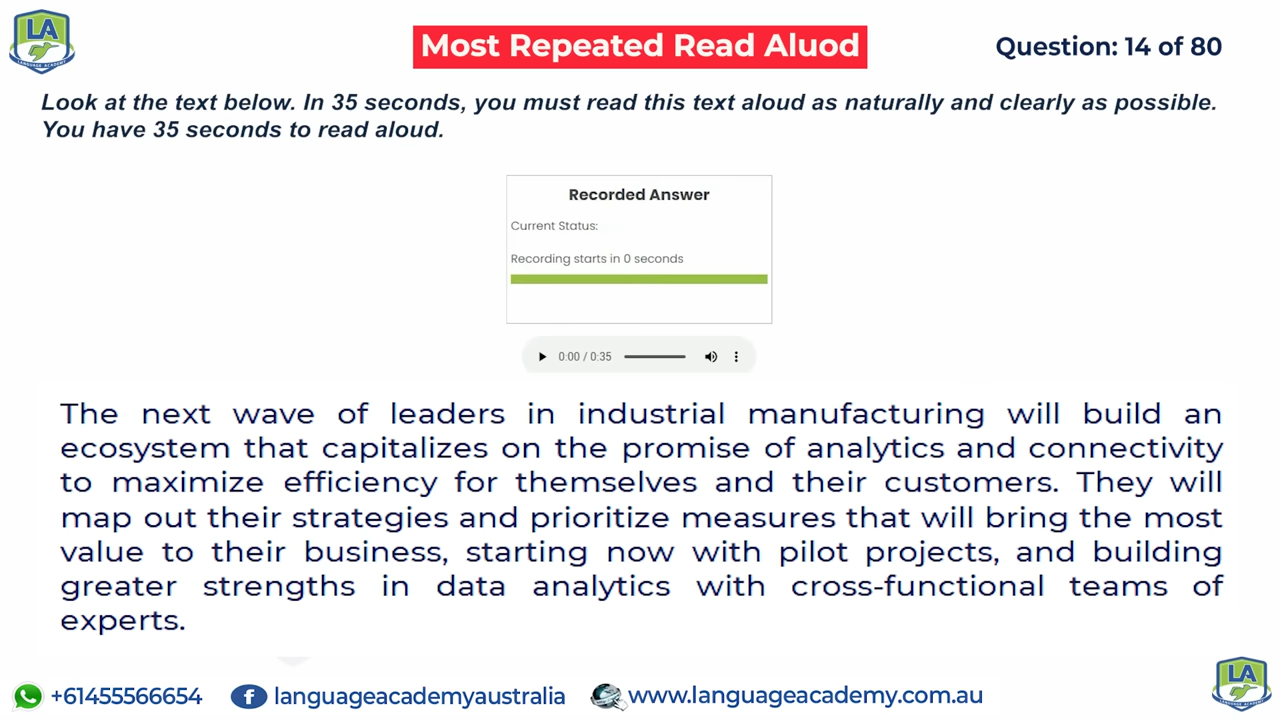 LA
LANGUAGE ACADEMY
Most Repeated Read Aluod
Question: 14 of 80
Look at the text below. In 35 seconds, you must read this text aloud as naturally and clearly as possible.
You have 35 seconds to read aloud.
Recorded Answer
Current Status:
Recording starts in 0 seconds
0:00 / 0:35
The next wave of leaders in industrial manufacturing will build an
ecosystem that capitalizes on the promise of analytics and connectivity
to maximize efficiency for themselves and their customers. They will
map out their strategies and prioritize measures that will bring the most
value to their business, starting now with pilot projects, and building
greater strengths in data analytics with cross-functional teams of
experts.
+61455566654
languageacademyaustralia
www.languageacademy.com.au
LA
LANGUAGE ACADEMY